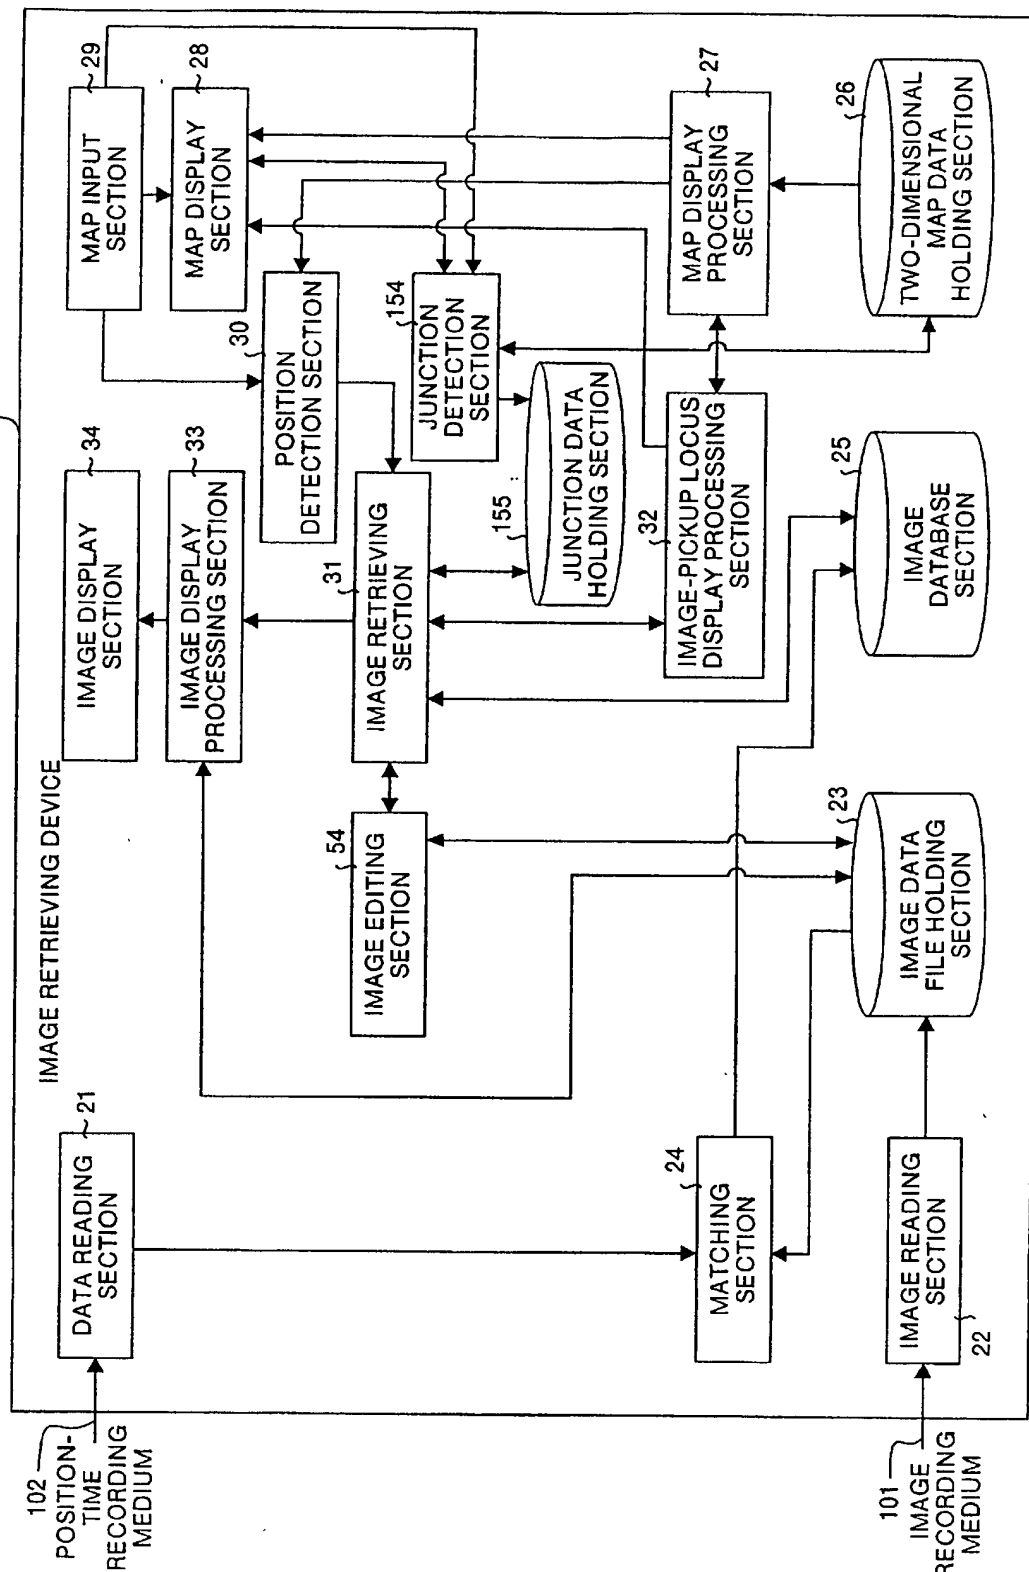 IMAGE RETRIEVING DEVICE
102
POSITION-
TIME
RECORDING
MEDIUM
21
DATA READING
SECTION
34
IMAGE DISPLAY
SECTION
33
IMAGE DISPLAY
PROCESSING SECTION
29
MAP INPUT
SECTION
28
MAP DISPLAY
SECTION
30
POSITION
DETECTION SECTION
54
IMAGE EDITING
SECTION
31
IMAGE RETRIEVING
SECTION
154
JUNCTION
DETECTION
SECTION
155
JUNCTION DATA
HOLDING SECTION
24
MATCHING
SECTION
32
IMAGE-PICKUP LOCUS
DISPLAY PROCESSING
SECTION
27
MAP DISPLAY
PROCESSING
SECTION
101
IMAGE
RECORDING
MEDIUM
IMAGE READING
SECTION
22
23
IMAGE DATA
FILE HOLDING
SECTION
25
IMAGE
DATABASE
SECTION
26
TWO-DIMENSIONAL
MAP DATA
HOLDING SECTION